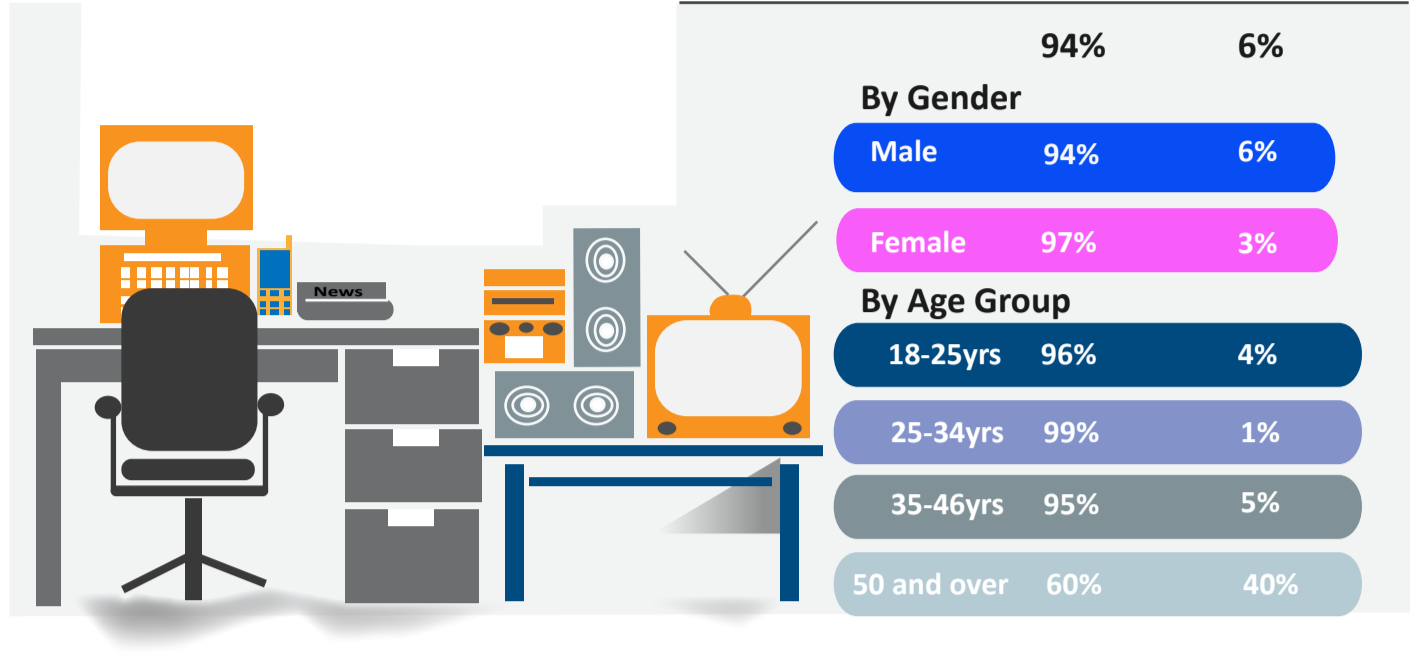 94% 6%
By Gender
Male 94% 6%
Female 97% 3%
By Age Group
18-25yrs 96% 4%
25-34yrs 99% 1%
35-46yrs 95% 5%
50 and over 60% 40%
News